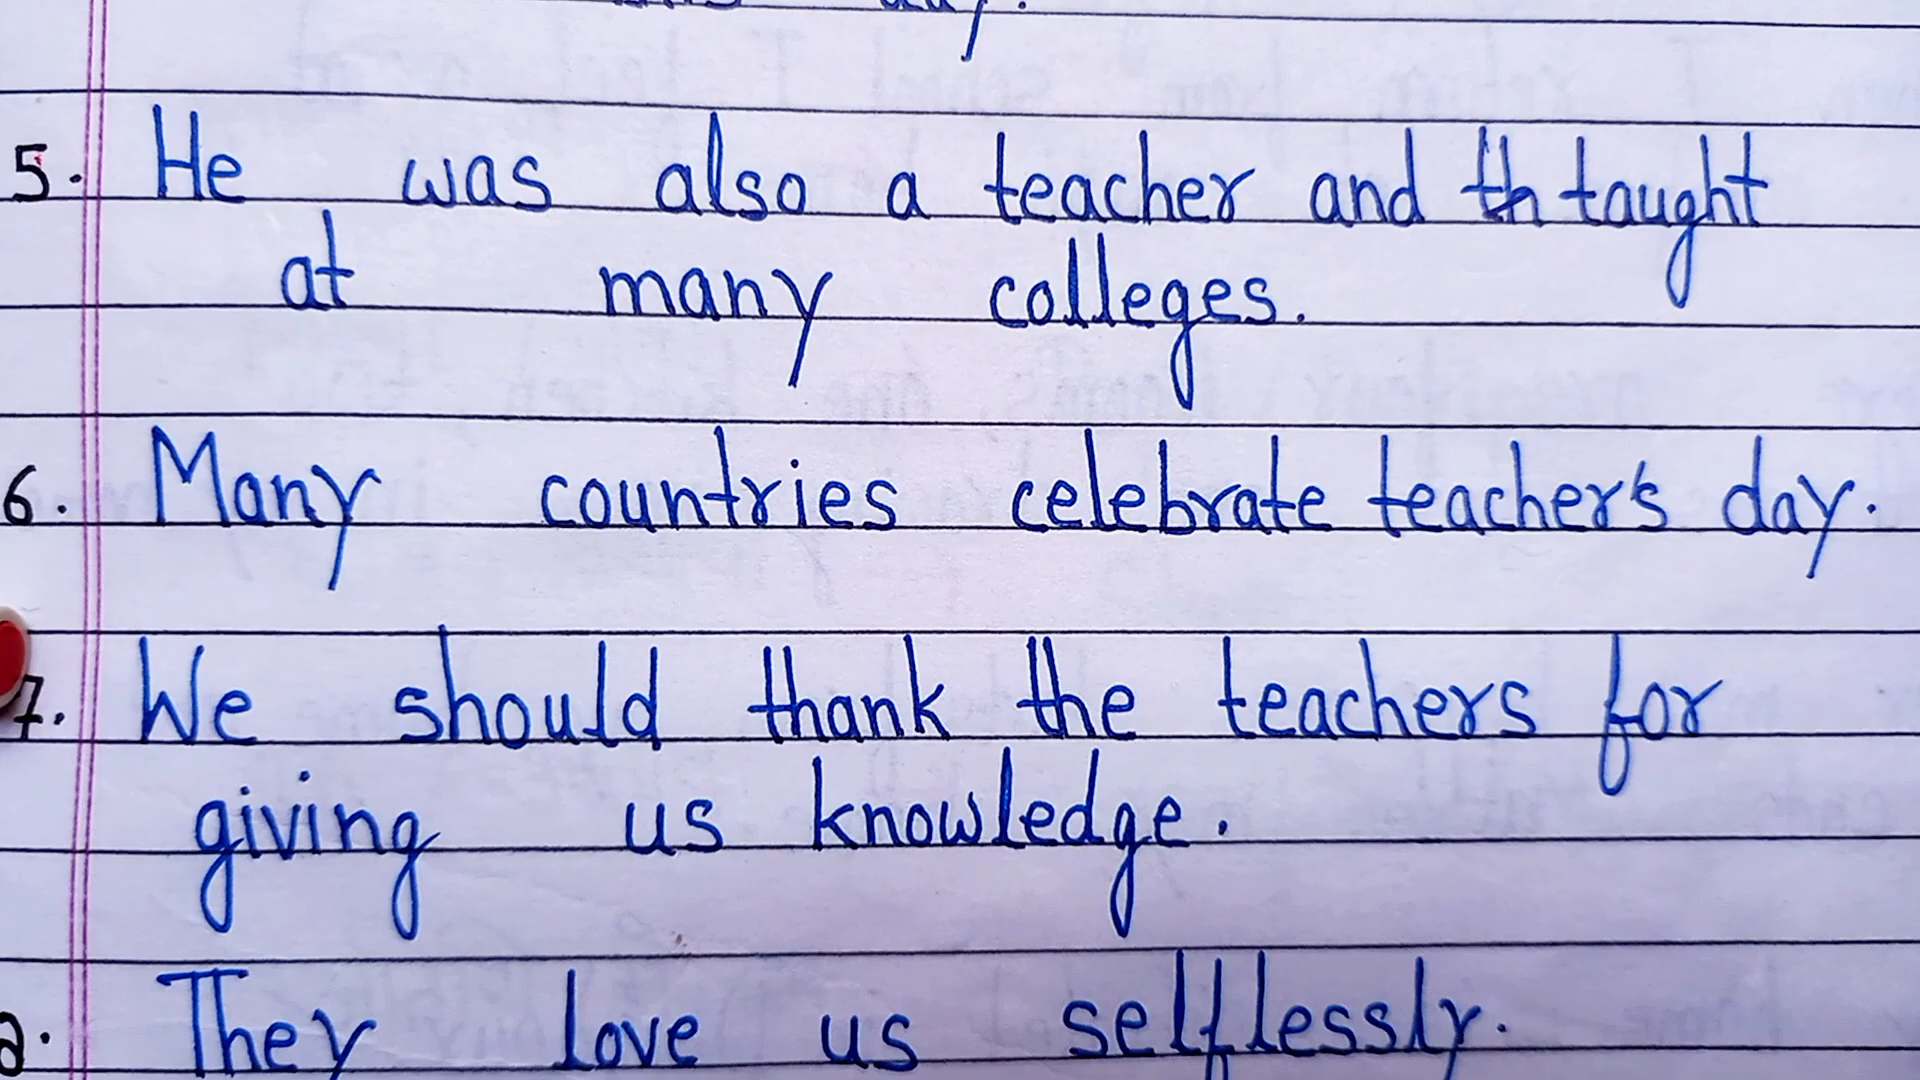 5. He was also a teacher and th taught
at many colleges.
6. Many countries celebrate teacher's day.
7. We should thank the teachers for
giving us knowledge.
They love us selflessly.